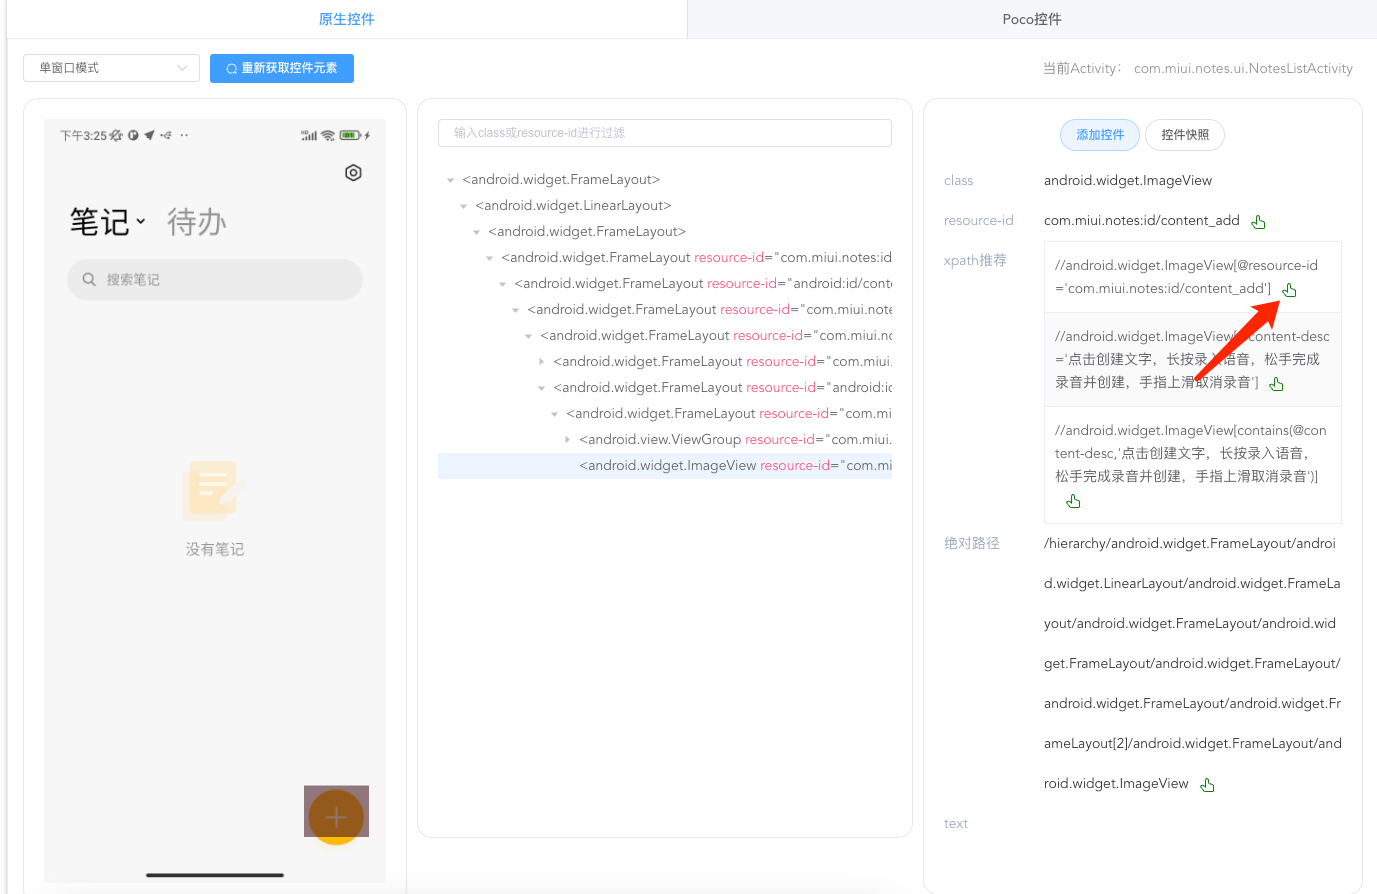 原生控件
Poco控件
单窗口模式
重新获取控件元素
当前Activity: com.miui.notes.ui.NotesListActivity
下午3:25
笔记 待办
搜索笔记
没有笔记
输入class或resource-id进行过滤
<android.widget.FrameLayout>
<android.widget.LinearLayout>
<android.widget.FrameLayout>
<android.widget.FrameLayout resource-id="com.miui.notes:id
<android.widget.FrameLayout resource-id="android:id/conte
<android.widget.FrameLayout resource-id="com.miui.note
<android.widget.FrameLayout resource-id="com.miui.no
<android.widget.FrameLayout resource-id="com.miui.
<android.widget.FrameLayout resource-id="android:id
<android.widget.FrameLayout resource-id="com.mi
<android.view.ViewGroup resource-id="com.miui.
<android.widget.ImageView resource-id="com.mi
添加控件 控件快照
class android.widget.ImageView
resource-id com.miui.notes:id/content_add
xpath推荐
//android.widget.ImageView[@resource-id
='com.miui.notes:id/content_add']
//android.widget.ImageView[@content-desc
='点击创建文字，长按录入语音，松手完成
录音并创建，手指上滑取消录音']
//android.widget.ImageView[contains(@con
tent-desc,'点击创建文字，长按录入语音，
松手完成录音并创建，手指上滑取消录音')]
绝对路径
/hierarchy/android.widget.FrameLayout/androi
d.widget.LinearLayout/android.widget.FrameLa
yout/android.widget.FrameLayout/android.wid
get.FrameLayout/android.widget.FrameLayout/
android.widget.FrameLayout/android.widget.Fr
ameLayout[2]/android.widget.FrameLayout/and
roid.widget.ImageView
text